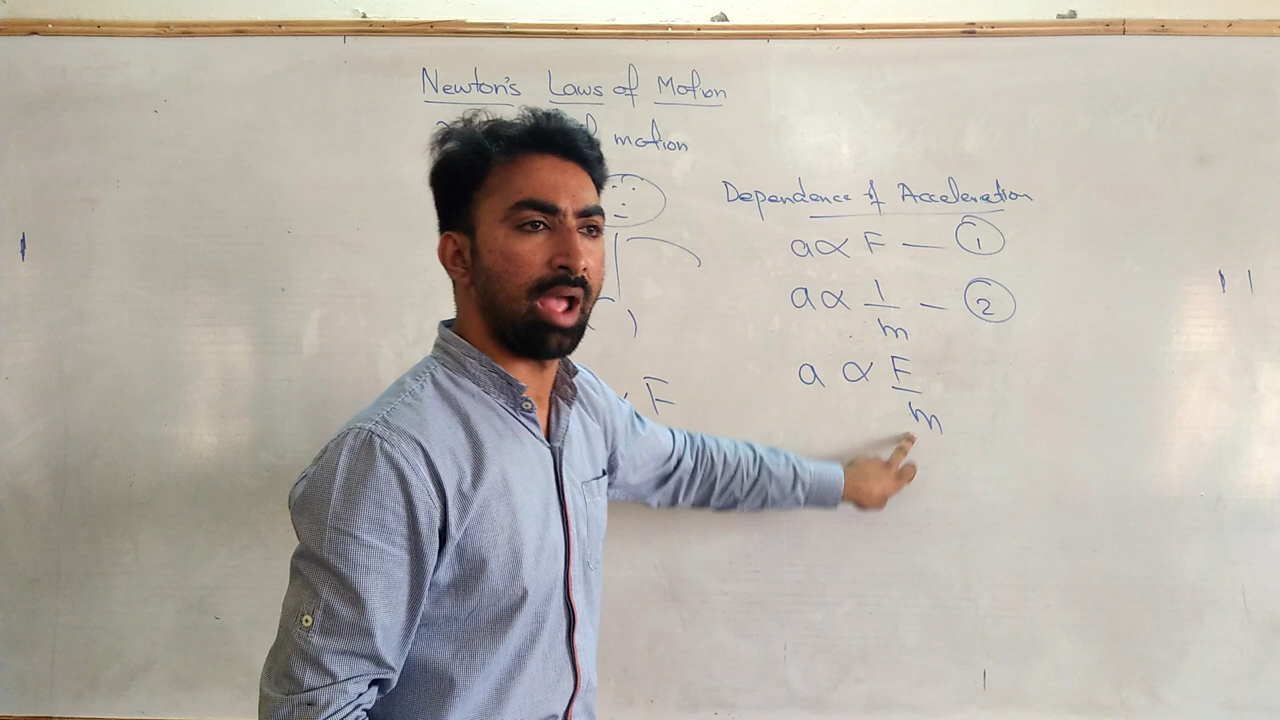 Newton's Laws of Motion
motion
Dependence of Acceleration
a ∝ F — 1
a ∝ 1/m — 2
a ∝ F/m
F